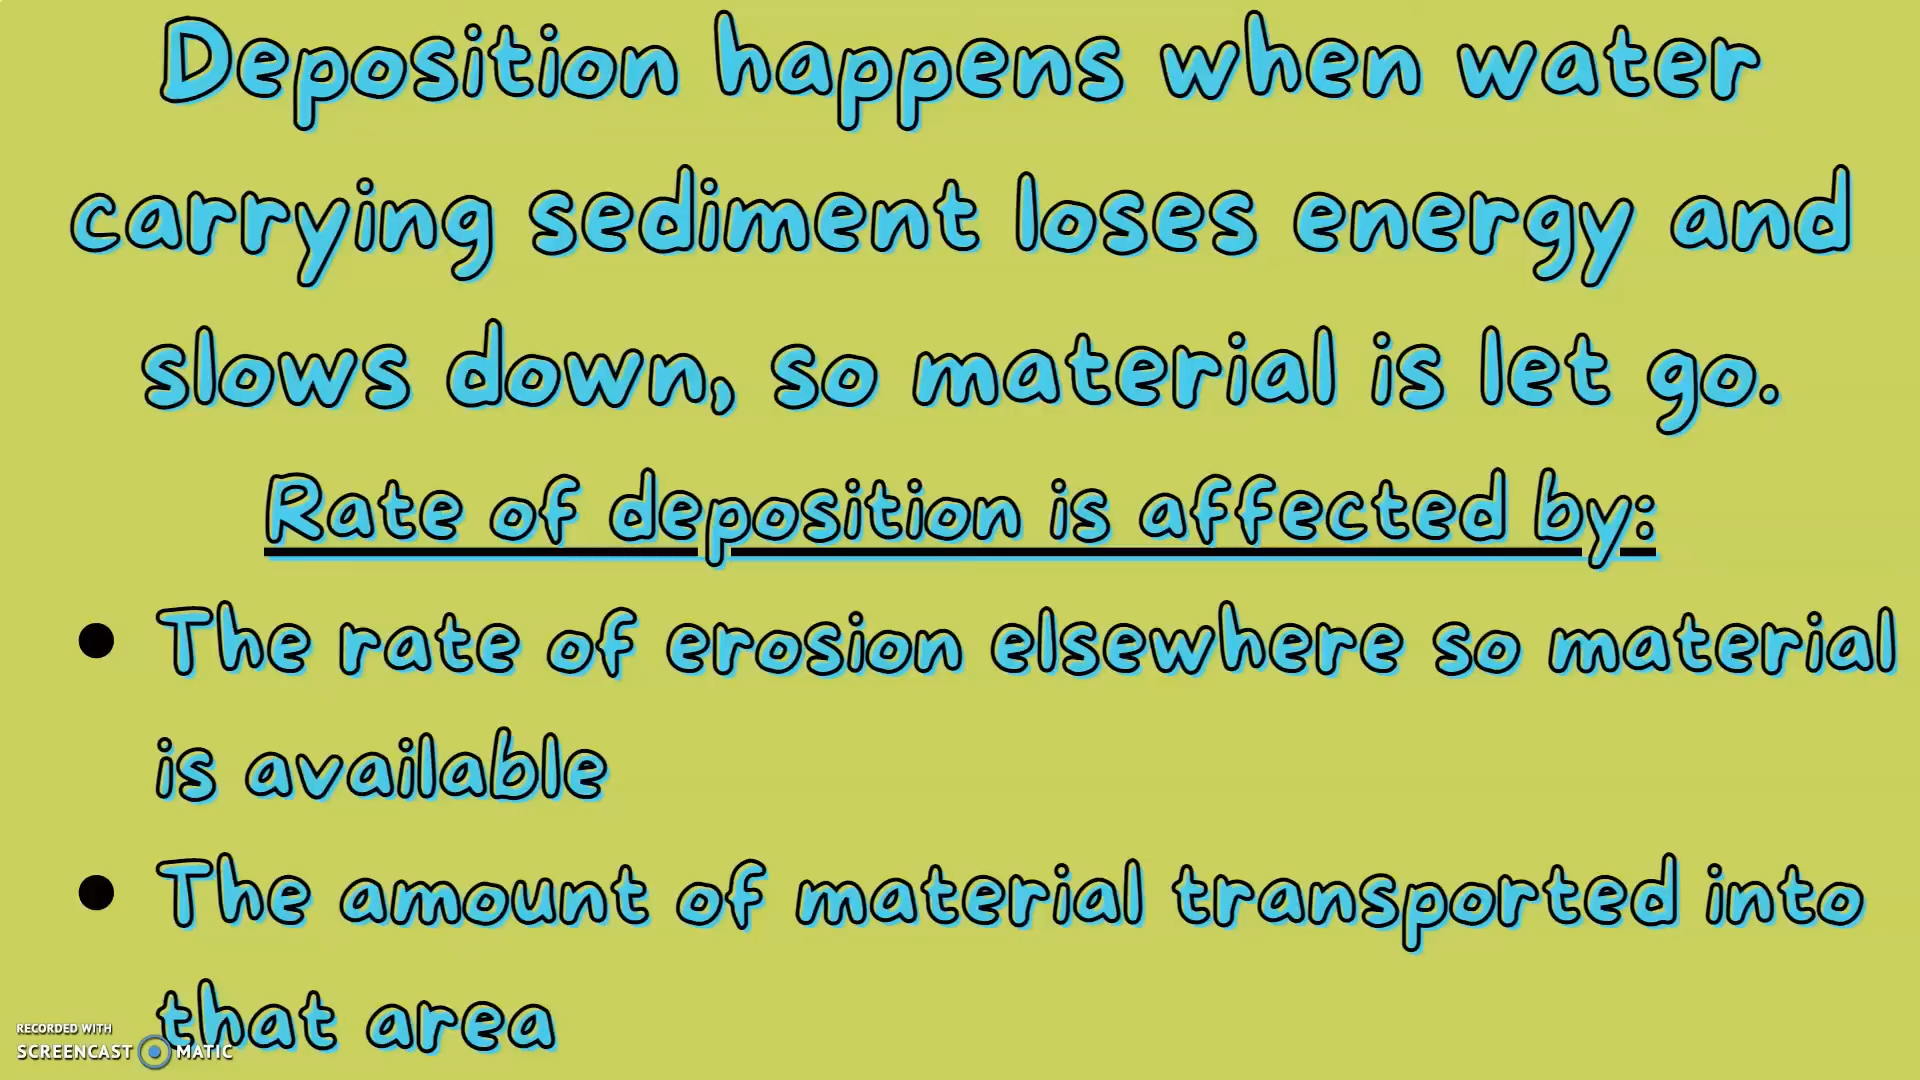 Deposition happens when water
carrying sediment loses energy and
slows down, so material is let go.
Rate of deposition is affected by:
• The rate of erosion elsewhere so material
is available
• The amount of material transported into
that area
RECORDED WITH
SCREENCAST MATIC